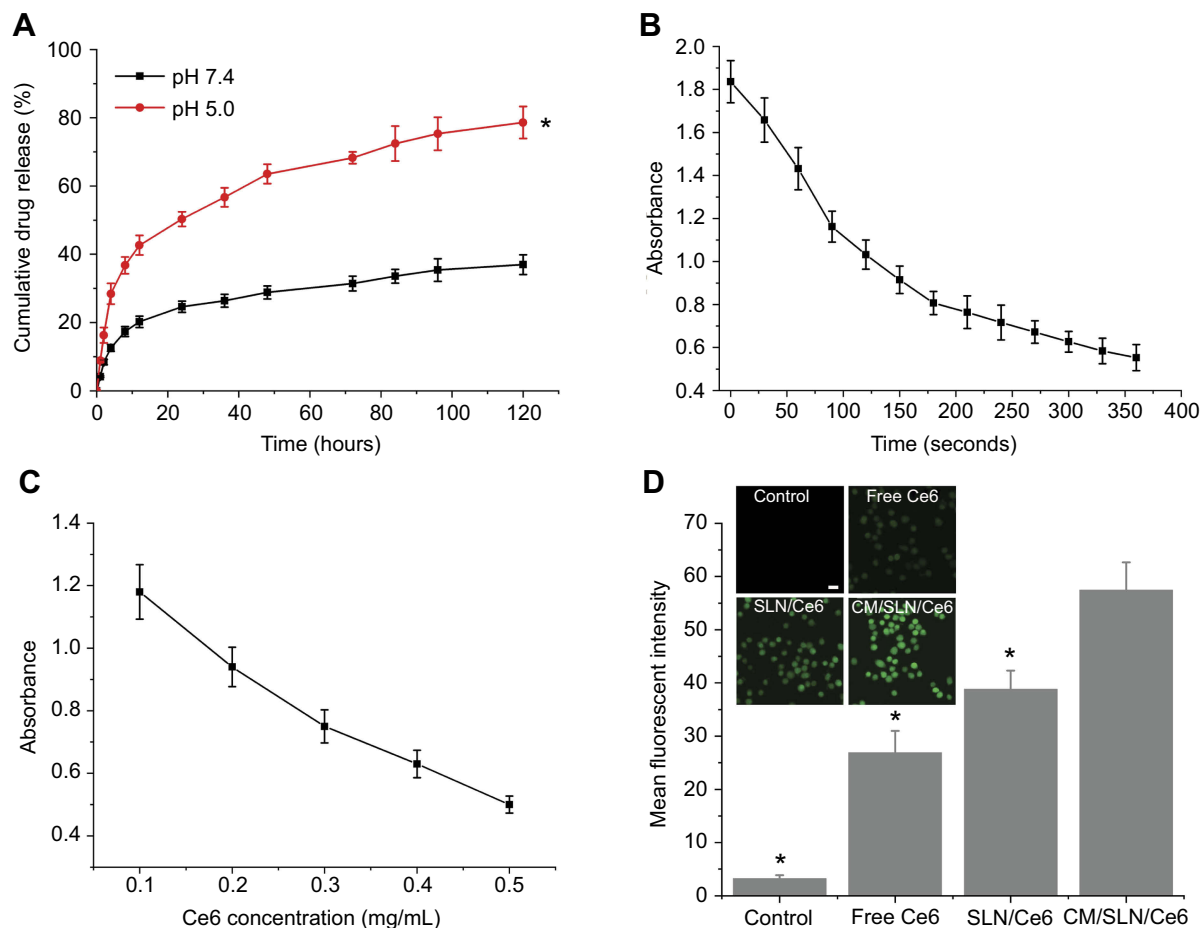 A
Cumulative drug release (%)
100
80
60
40
20
0
pH 7.4
pH 5.0
*
0 20 40 60 80 100 120
Time (hours)
B
Absorbance
2.0
1.8
1.6
1.4
1.2
1.0
0.8
0.6
0.4
0 50 100 150 200 250 300 350 400
Time (seconds)
C
Absorbance
1.4
1.2
1.0
0.8
0.6
0.4
0.1 0.2 0.3 0.4 0.5
Ce6 concentration (mg/mL)
D
Mean fluorescent intensity
70
60
50
40
30
20
10
0
Control Free Ce6
SLN/Ce6 CM/SLN/Ce6
* * *
Control Free Ce6 SLN/Ce6 CM/SLN/Ce6